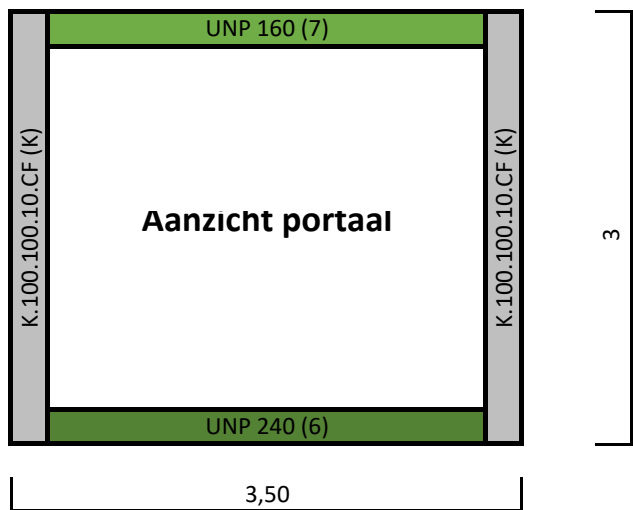 UNP 160 (7)
K.100.100.10.CF (K)
Aanzicht portaal
K.100.100.10.CF (K)
3
UNP 240 (6)
3,50